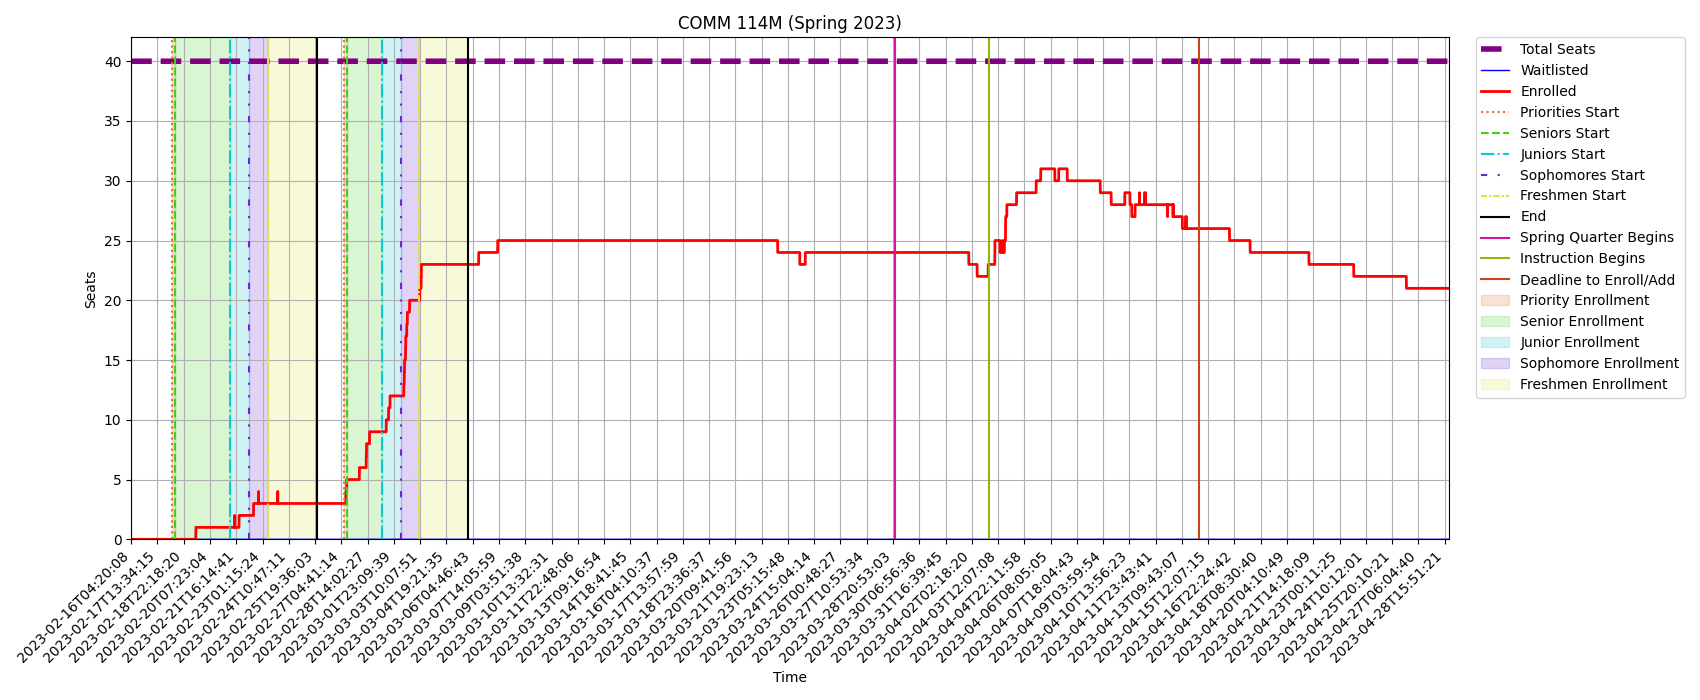 COMM 114M (Spring 2023)
40
35
30
25
20
15
10
5
0
Seats
2023-02-16T04:20:08
2023-02-17T13:34:15
2023-02-18T22:18:20
2023-02-20T07:23:04
2023-02-21T16:14:41
2023-02-23T01:15:24
2023-02-24T10:47:11
2023-02-25T19:36:03
2023-02-27T04:41:14
2023-02-28T14:02:27
2023-03-01T23:09:39
2023-03-03T10:07:51
2023-03-04T19:21:35
2023-03-06T04:46:43
2023-03-07T14:05:59
2023-03-09T03:51:38
2023-03-10T13:32:31
2023-03-11T22:48:06
2023-03-13T09:16:54
2023-03-14T18:41:45
2023-03-16T04:10:37
2023-03-17T13:57:59
2023-03-18T23:36:37
2023-03-20T09:41:56
2023-03-21T19:23:13
2023-03-23T05:15:48
2023-03-24T15:04:14
2023-03-26T00:48:27
2023-03-27T10:53:34
2023-03-28T20:53:03
2023-03-30T06:56:36
2023-03-31T16:39:45
2023-04-02T02:18:20
2023-04-03T12:07:08
2023-04-04T22:11:58
2023-04-06T08:05:05
2023-04-07T18:04:43
2023-04-09T03:59:54
2023-04-10T13:56:23
2023-04-11T23:43:41
2023-04-13T09:43:07
2023-04-15T12:07:15
2023-04-16T22:24:42
2023-04-18T08:30:40
2023-04-20T04:10:49
2023-04-21T14:18:09
2023-04-23T00:11:25
2023-04-24T10:12:01
2023-04-25T20:10:21
2023-04-27T06:04:40
2023-04-28T15:51:21
Time
Total Seats
Waitlisted
Enrolled
Priorities Start
Seniors Start
Juniors Start
Sophomores Start
Freshmen Start
End
Spring Quarter Begins
Instruction Begins
Deadline to Enroll/Add
Priority Enrollment
Senior Enrollment
Junior Enrollment
Sophomore Enrollment
Freshmen Enrollment